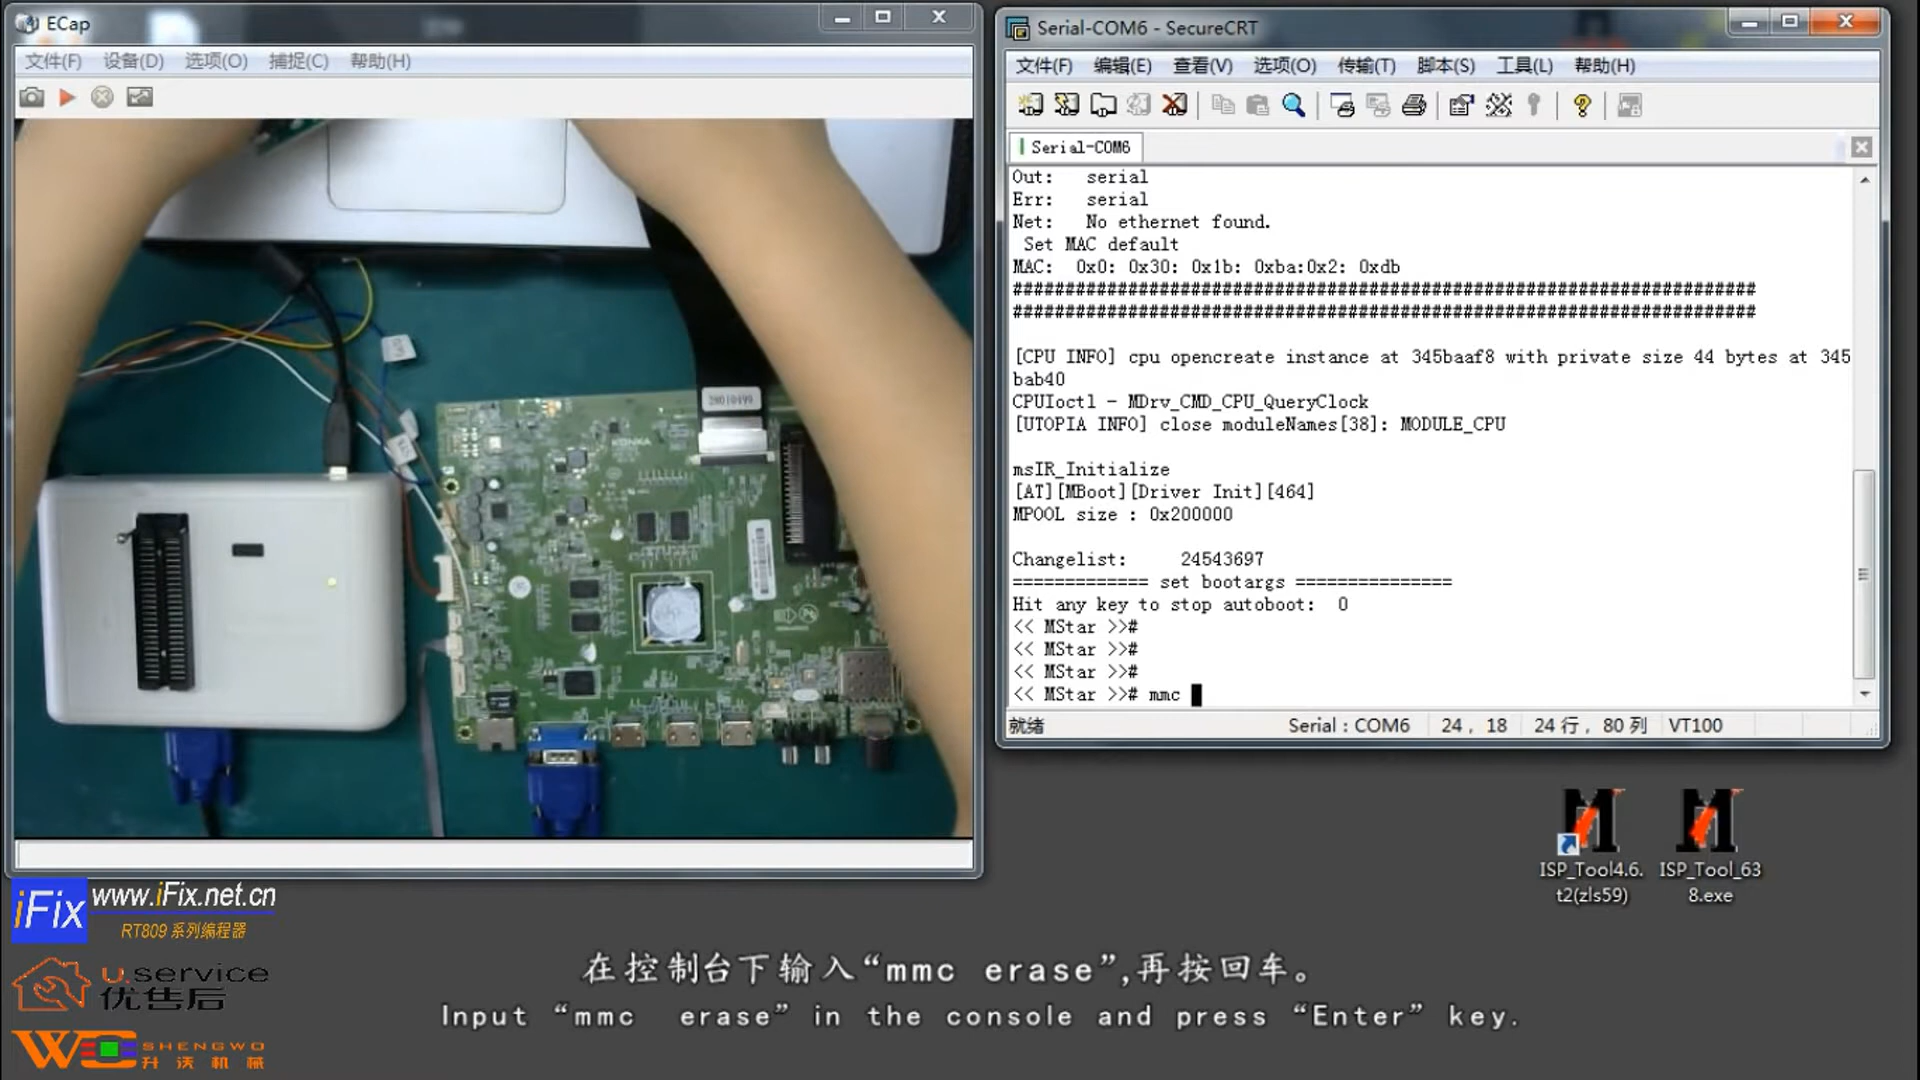 ECap
文件(F) 设备(D) 选项(O) 捕捉(C) 帮助(H)
28010499
KONKA
Serial-COM6 - SecureCRT
文件(F) 编辑(E) 查看(V) 选项(O) 传输(T) 脚本(S) 工具(L) 帮助(H)
Serial-COM6
Out: serial
Err: serial
Net: No ethernet found.
Set MAC default
MAC: 0x0: 0x30: 0x1b: 0xba:0x2: 0xdb
#######################################################################
#######################################################################
[CPU INFO] cpu opencreate instance at 345baaf8 with private size 44 bytes at 345
bab40
CPUIoctl - MDrv_CMD_CPU_QueryClock
[UTOPIA INFO] close moduleNames[38]: MODULE_CPU
msIR_Initialize
[AT][MBoot][Driver Init][464]
MPOOL size : 0x200000
Changelist: 24543697
============= set bootargs ===============
Hit any key to stop autoboot: 0
<< MStar >>#
<< MStar >>#
<< MStar >>#
<< MStar >># mmc
就绪 Serial：COM6 24，18 24 行，80 列 VT100
ISP_Tool4.6.
t2(zls59)
ISP_Tool_63
8.exe
iFix www.iFix.net.cn
RT809 系列编程器
U.service
优售后
SHENGWO
升沃机械
在控制台下输入“mmc erase”,再按回车。
Input “mmc erase” in the console and press “Enter” key.